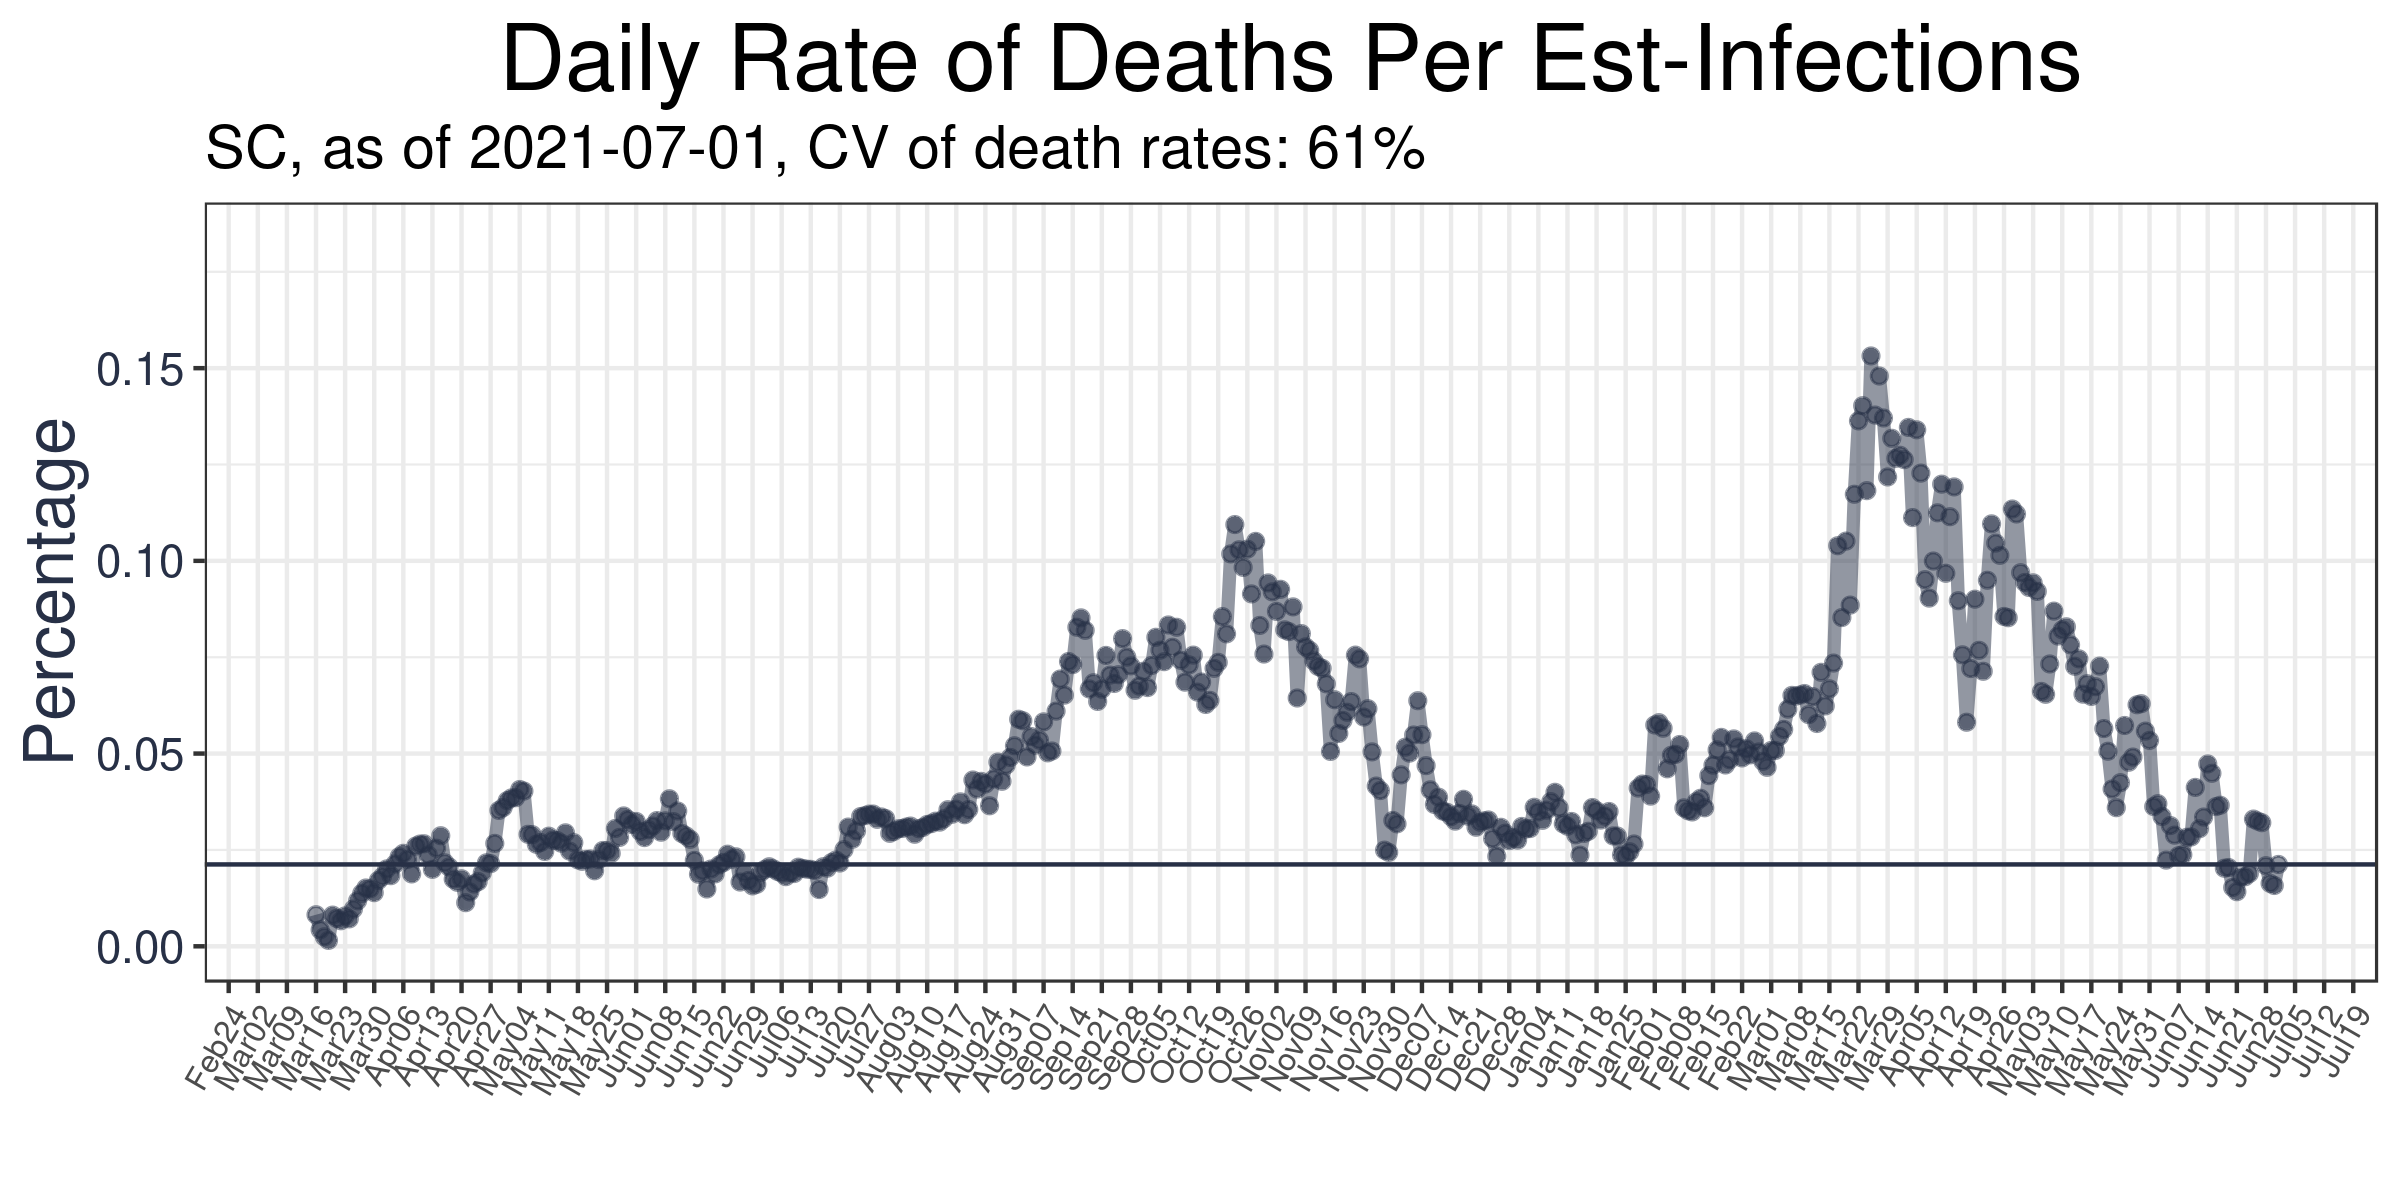 Daily Rate of Deaths Per Est-Infections
SC, as of 2021-07-01, CV of death rates: 61%
Percentage
0.15
0.10
0.05
0.00
Feb24
Mar02
Mar09
Mar16
Mar23
Mar30
Apr06
Apr13
Apr20
Apr27
May04
May11
May18
May25
Jun01
Jun08
Jun15
Jun22
Jun29
Jul06
Jul13
Jul20
Jul27
Aug03
Aug10
Aug17
Aug24
Aug31
Sep07
Sep14
Sep21
Sep28
Oct05
Oct12
Oct19
Oct26
Nov02
Nov09
Nov16
Nov23
Nov30
Dec07
Dec14
Dec21
Dec28
Jan04
Jan11
Jan18
Jan25
Feb01
Feb08
Feb15
Feb22
Mar01
Mar08
Mar15
Mar22
Mar29
Apr05
Apr12
Apr19
Apr26
May03
May10
May17
May24
May31
Jun07
Jun14
Jun21
Jun28
Jul05
Jul12
Jul19